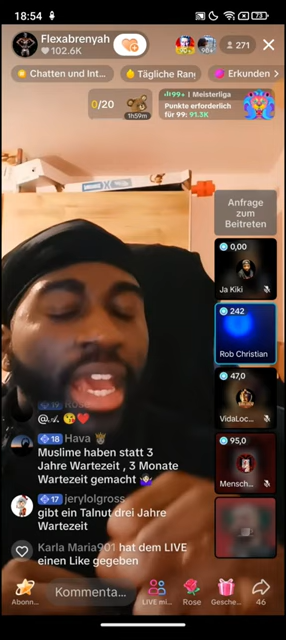 18:54
73
Flexabrenyah
102.6K
271
Chatten und Int...
Tägliche Ran
Erkunden >
0/20
1h59m
99+ | Meisterliga
Punkte erforderlich
für 99: 91.3K
Anfrage
zum
Beitreten
0,00
Ja Kiki
242
Rob Christian
47,0
VidaLoc...
95,0
Mensch...
@𝒜. 😘❤️
18 Hava
Muslime haben statt 3
Jahre Wartezeit , 3 Monate
Wartezeit gemacht 🤷🏻‍♀️
17 jerylolgross
gibt ein Talnut drei Jahre
Wartezeit
Karla Maria901 hat dem LIVE
einen Like gegeben
Abonn...
Kommenta...
LIVE mi...
Rose
Gesche...
46